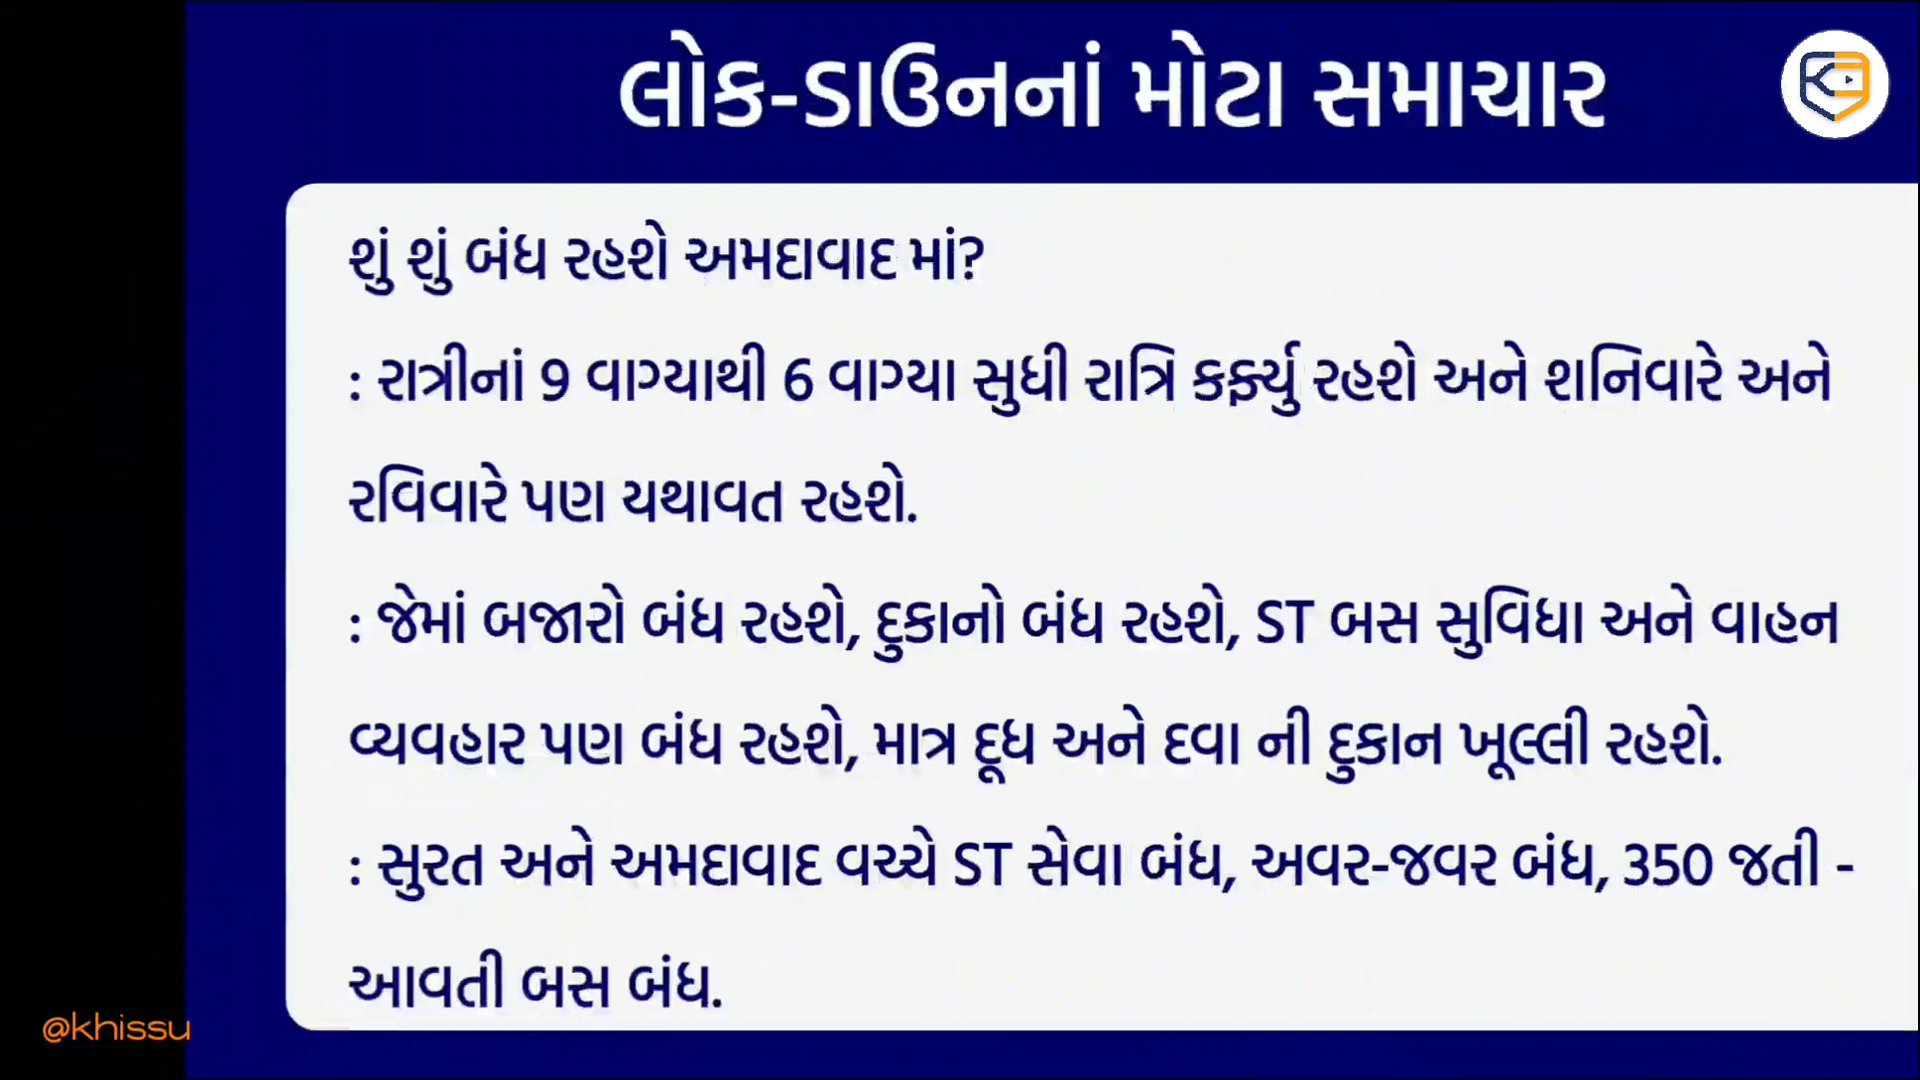 લોક-ડાઉનનાં મોટા સમાચાર
શું શું બંધ રહશે અમદાવાદ માં?
: રાત્રીનાં 9 વાગ્યાથી 6 વાગ્યા સુધી રાત્રિ કર્ફ્યુ રહશે અને શનિવારે અને
રવિવારે પણ યથાવત રહશે.
: જેમાં બજારો બંધ રહશે, દુકાનો બંધ રહશે, ST બસ સુવિધા અને વાહન
વ્યવહાર પણ બંધ રહશે, માત્ર દૂધ અને દવા ની દુકાન ખૂલ્લી રહશે.
: સુરત અને અમદાવાદ વચ્ચે ST સેવા બંધ, અવર-જવર બંધ, 350 જતી -
આવતી બસ બંધ.
@khissu